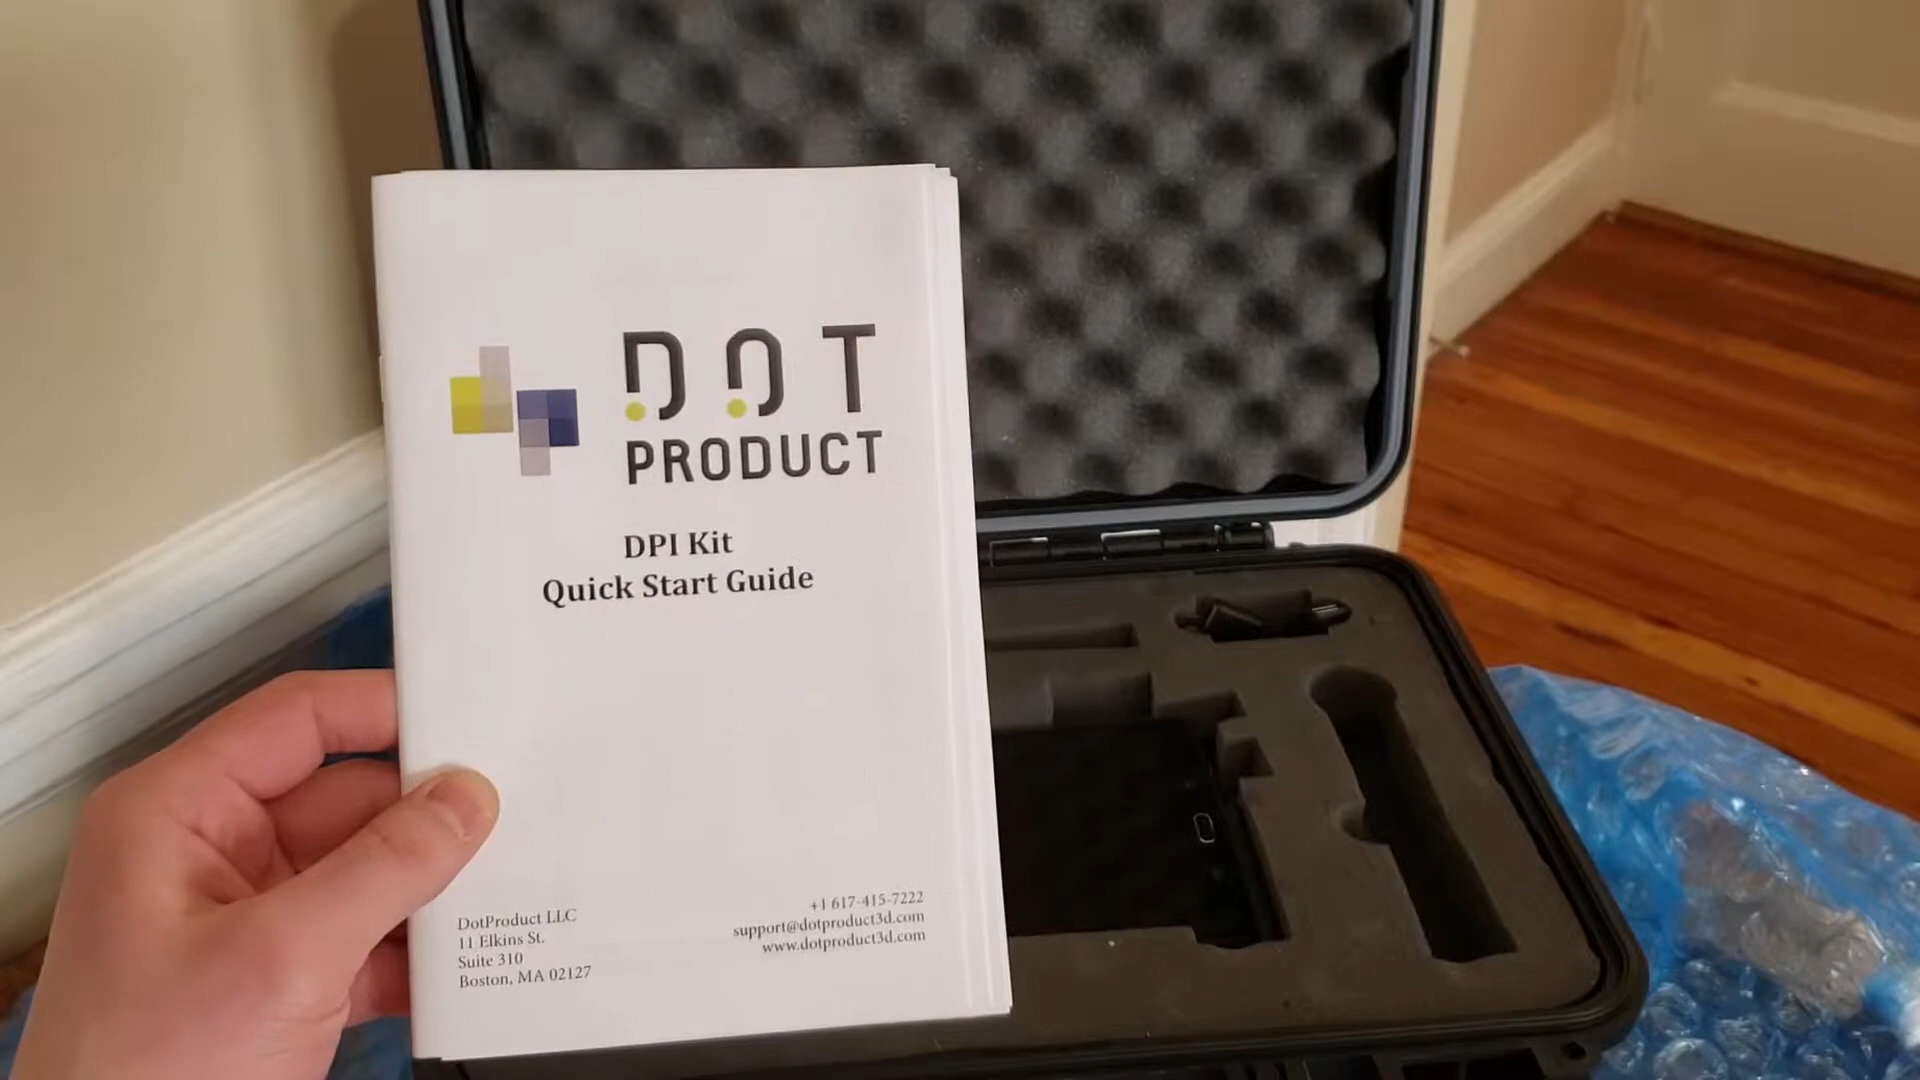 DOT
PRODUCT
DPI Kit
Quick Start Guide
DotProduct LLC
11 Elkins St.
Suite 310
Boston, MA 02127
+1 617-415-7222
support@dotproduct3d.com
www.dotproduct3d.com